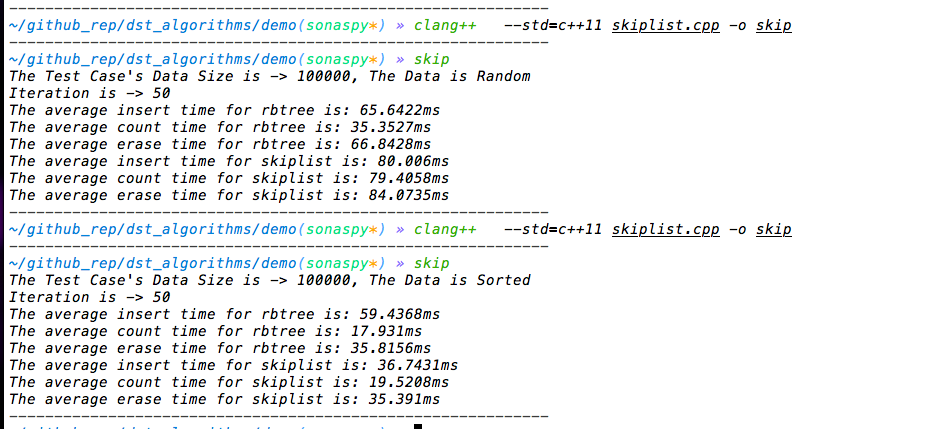 ------------------------------------------------------------
~/github_rep/dst_algorithms/demo(sonaspy*) » clang++   --std=c++11 skiplist.cpp -o skip
------------------------------------------------------------
~/github_rep/dst_algorithms/demo(sonaspy*) » skip
The Test Case's Data Size is -> 100000, The Data is Random
Iteration is -> 50
The average insert time for rbtree is: 65.6422ms
The average count time for rbtree is: 35.3527ms
The average erase time for rbtree is: 66.8428ms
The average insert time for skiplist is: 80.006ms
The average count time for skiplist is: 79.4058ms
The average erase time for skiplist is: 84.0735ms
------------------------------------------------------------
~/github_rep/dst_algorithms/demo(sonaspy*) » clang++   --std=c++11 skiplist.cpp -o skip
------------------------------------------------------------
~/github_rep/dst_algorithms/demo(sonaspy*) » skip
The Test Case's Data Size is -> 100000, The Data is Sorted
Iteration is -> 50
The average insert time for rbtree is: 59.4368ms
The average count time for rbtree is: 17.931ms
The average erase time for rbtree is: 35.8156ms
The average insert time for skiplist is: 36.7431ms
The average count time for skiplist is: 19.5208ms
The average erase time for skiplist is: 35.391ms
------------------------------------------------------------